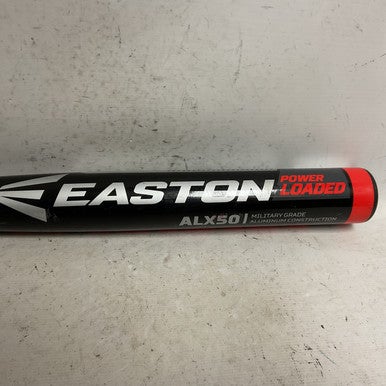 EASTON POWER LOADED
ALX50 MILITARY GRADE ALUMINUM CONSTRUCTION